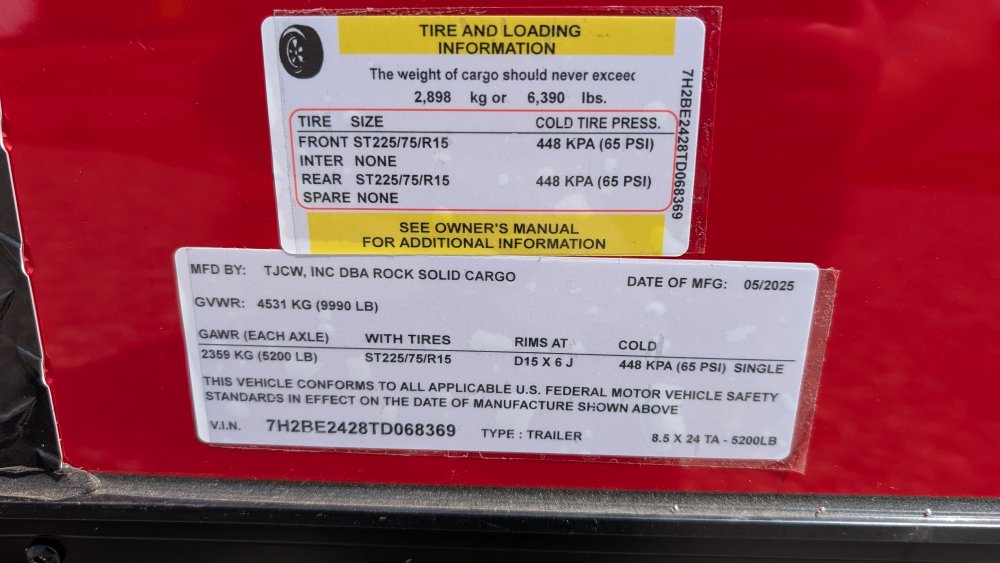 TIRE AND LOADING
INFORMATION
The weight of cargo should never exceed
2,898 kg or 6,390 lbs.
TIRE SIZE COLD TIRE PRESS.
FRONT ST225/75/R15 448 KPA (65 PSI)
INTER NONE
REAR ST225/75/R15 448 KPA (65 PSI)
SPARE NONE
SEE OWNER'S MANUAL
FOR ADDITIONAL INFORMATION
7H2BE2428TD068369
MFD BY: TJCW, INC DBA ROCK SOLID CARGO DATE OF MFG: 05/2025
GVWR: 4531 KG (9990 LB)
GAWR (EACH AXLE) WITH TIRES RIMS AT COLD
2359 KG (5200 LB) ST225/75/R15 D15 X 6 J 448 KPA (65 PSI) SINGLE
THIS VEHICLE CONFORMS TO ALL APPLICABLE U.S. FEDERAL MOTOR VEHICLE SAFETY
STANDARDS IN EFFECT ON THE DATE OF MANUFACTURE SHOWN ABOVE
V.I.N. 7H2BE2428TD068369 TYPE : TRAILER 8.5 X 24 TA - 5200LB